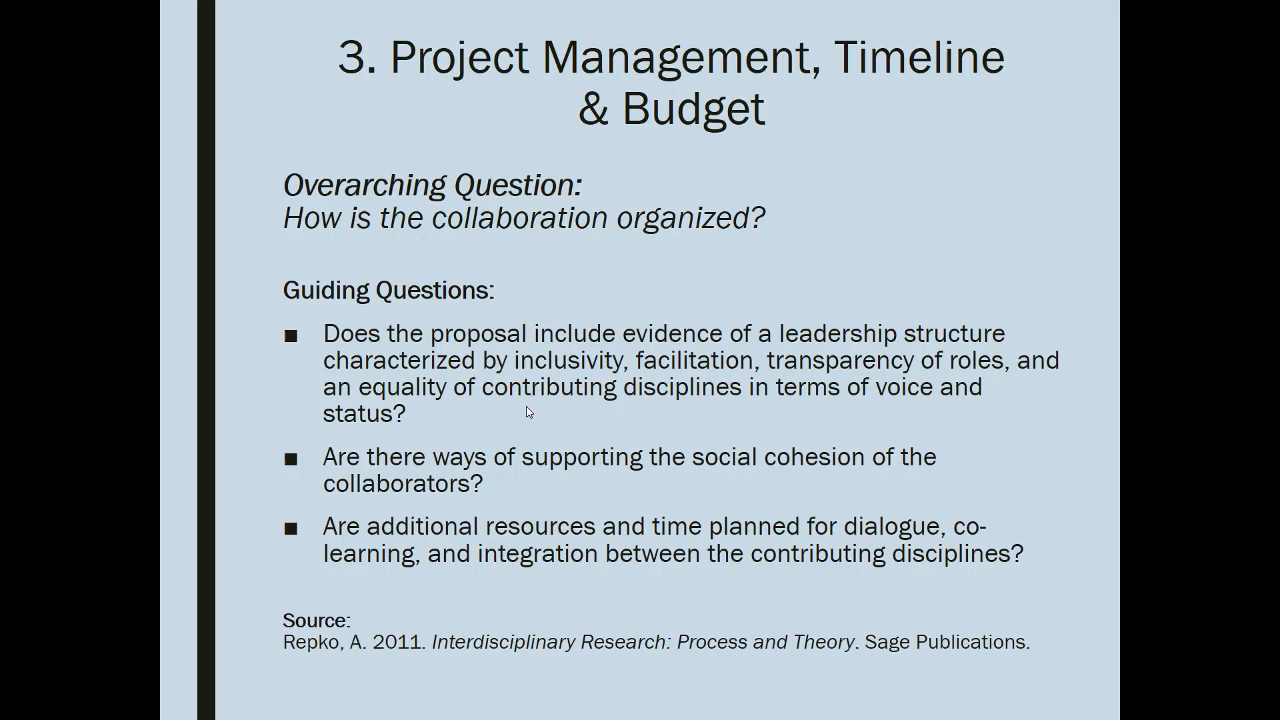 3. Project Management, Timeline
& Budget
Overarching Question:
How is the collaboration organized?
Guiding Questions:
■ Does the proposal include evidence of a leadership structure
characterized by inclusivity, facilitation, transparency of roles, and
an equality of contributing disciplines in terms of voice and
status?
■ Are there ways of supporting the social cohesion of the
collaborators?
■ Are additional resources and time planned for dialogue, co-
learning, and integration between the contributing disciplines?
Source:
Repko, A. 2011. Interdisciplinary Research: Process and Theory. Sage Publications.